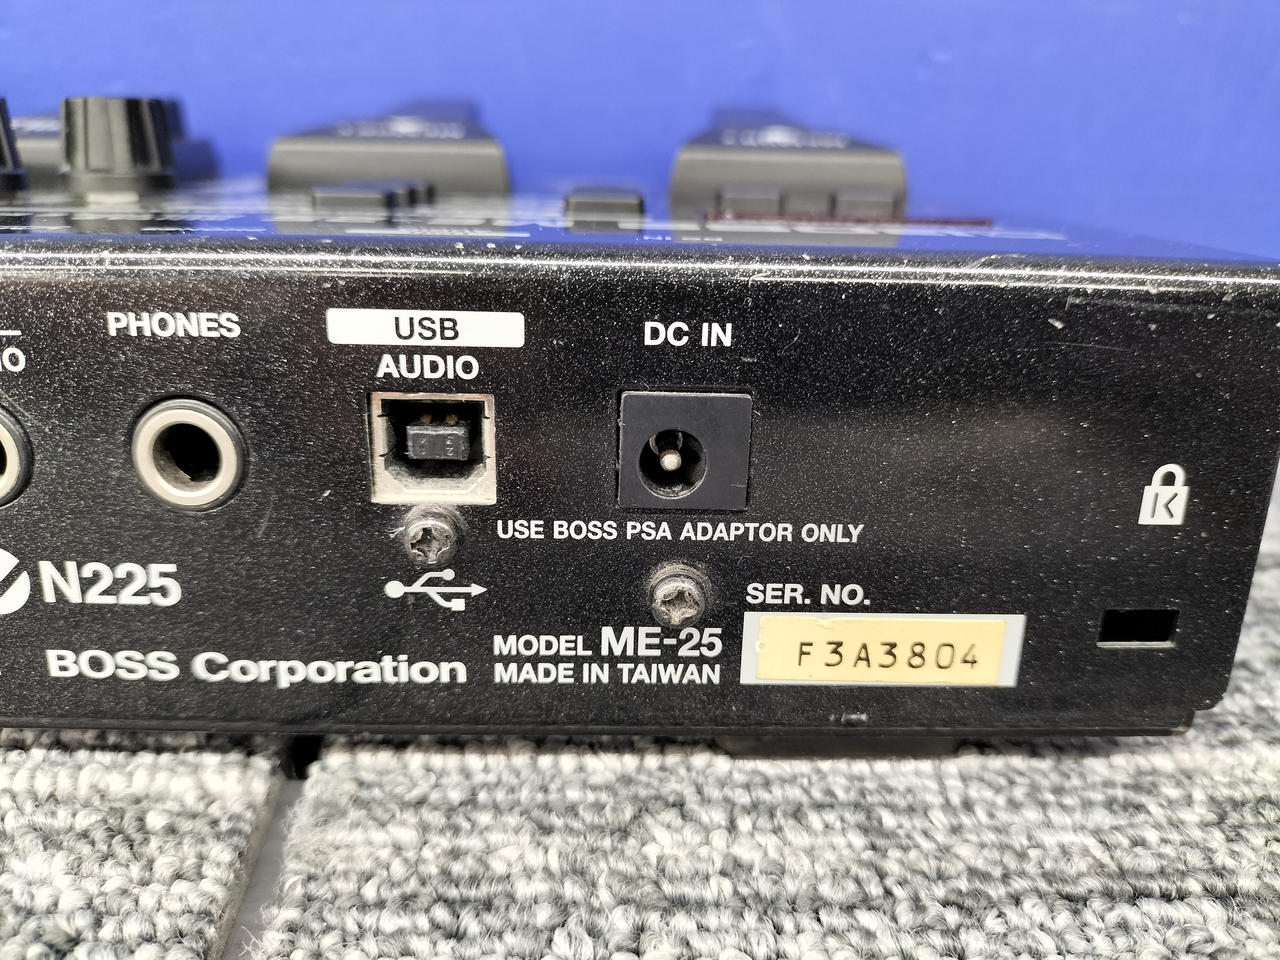 PHONES
USB
AUDIO
DC IN
USE BOSS PSA ADAPTOR ONLY
N225
SER. NO.
MODEL ME-25
F3A3804
BOSS Corporation
MADE IN TAIWAN